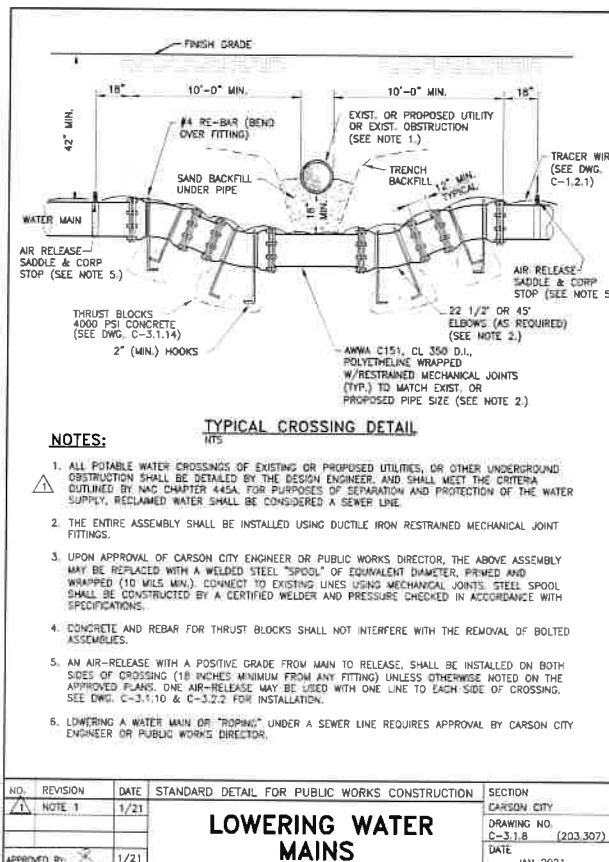 FINISH GRADE
18"
10'-0" MIN.
10'-0" MIN.
18"
42" MIN.
#4 RE-BAR (BEND
OVER FITTING)
EXIST. OR PROPOSED UTILITY
OR EXIST. OBSTRUCTION
(SEE NOTE 1.)
TRACER WIR
(SEE DWG.
C-1.2.1)
SAND BACKFILL
UNDER PIPE
TRENCH
BACKFILL
12" MIN.
TYPICAL
18"
MIN.
WATER MAIN
AIR RELEASE
SADDLE & CORP
STOP (SEE NOTE 5.)
AIR RELEASE
SADDLE & CORP
STOP (SEE NOTE 5
THRUST BLOCKS
4000 PSI CONCRETE
(SEE DWG. C-3.1.14)
2" (MIN.) HOOKS
22 1/2° OR 45°
ELBOWS (AS REQUIRED)
(SEE NOTE 2.)
AWWA C151, CL 350 D.I.,
POLYETHELINE WRAPPED
W/RESTRAINED MECHANICAL JOINTS
(TYP.) TO MATCH EXIST. OR
PROPOSED PIPE SIZE (SEE NOTE 2.)
TYPICAL CROSSING DETAIL
NTS
NOTES:
1. ALL POTABLE WATER CROSSINGS OF EXISTING OR PROPOSED UTILITIES, OR OTHER UNDERGROUND
OBSTRUCTION SHALL BE DETAILED BY THE DESIGN ENGINEER, AND SHALL MEET THE CRITERIA
1 OUTLINED BY NAC CHAPTER 445A. FOR PURPOSES OF SEPARATION AND PROTECTION OF THE WATER
SUPPLY, RECLAIMED WATER SHALL BE CONSIDERED A SEWER LINE.
2. THE ENTIRE ASSEMBLY SHALL BE INSTALLED USING DUCTILE IRON RESTRAINED MECHANICAL JOINT
FITTINGS.
3. UPON APPROVAL OF CARSON CITY ENGINEER OR PUBLIC WORKS DIRECTOR, THE ABOVE ASSEMBLY
MAY BE REPLACED WITH A WELDED STEEL "SPOOL" OF EQUIVALENT DIAMETER, PRIMED AND
WRAPPED (10 MILS MIN.). CONNECT TO EXISTING LINES USING MECHANICAL JOINTS. STEEL SPOOL
SHALL BE CONSTRUCTED BY A CERTIFIED WELDER AND PRESSURE CHECKED IN ACCORDANCE WITH
SPECIFICATIONS.
4. CONCRETE AND REBAR FOR THRUST BLOCKS SHALL NOT INTERFERE WITH THE REMOVAL OF BOLTED
ASSEMBLIES.
5. AN AIR-RELEASE WITH A POSITIVE GRADE FROM MAIN TO RELEASE, SHALL BE INSTALLED ON BOTH
SIDES OF CROSSING (18 INCHES MINIMUM FROM ANY FITTING) UNLESS OTHERWISE NOTED ON THE
APPROVED PLANS. ONE AIR-RELEASE MAY BE USED WITH ONE LINE TO EACH SIDE OF CROSSING.
SEE DWG. C-3.1.10 & C-3.2.2 FOR INSTALLATION.
6. LOWERING A WATER MAIN OR "ROPING" UNDER A SEWER LINE REQUIRES APPROVAL BY CARSON CITY
ENGINEER OR PUBLIC WORKS DIRECTOR.
NO. REVISION DATE STANDARD DETAIL FOR PUBLIC WORKS CONSTRUCTION SECTION
1 NOTE 1 1/21 CARSON CITY
LOWERING WATER
MAINS
DRAWING NO.
C-3.1.8 (203.307)
DATE
JAN 2021
APPROVED BY: 1/21